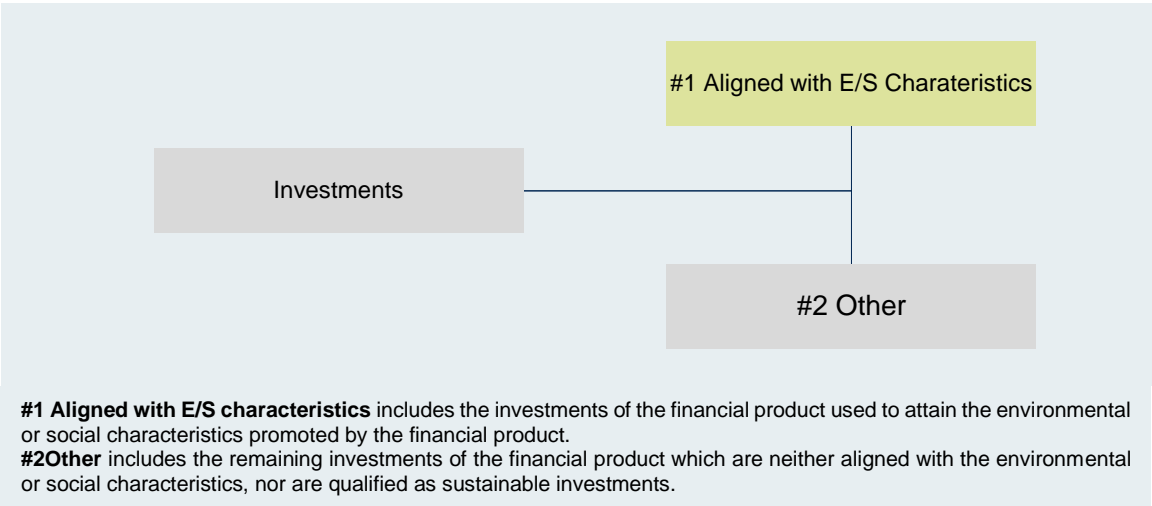 #1 Aligned with E/S Charateristics
Investments
#2 Other
#1 Aligned with E/S characteristics includes the investments of the financial product used to attain the environmental
or social characteristics promoted by the financial product.
#2Other includes the remaining investments of the financial product which are neither aligned with the environmental
or social characteristics, nor are qualified as sustainable investments.